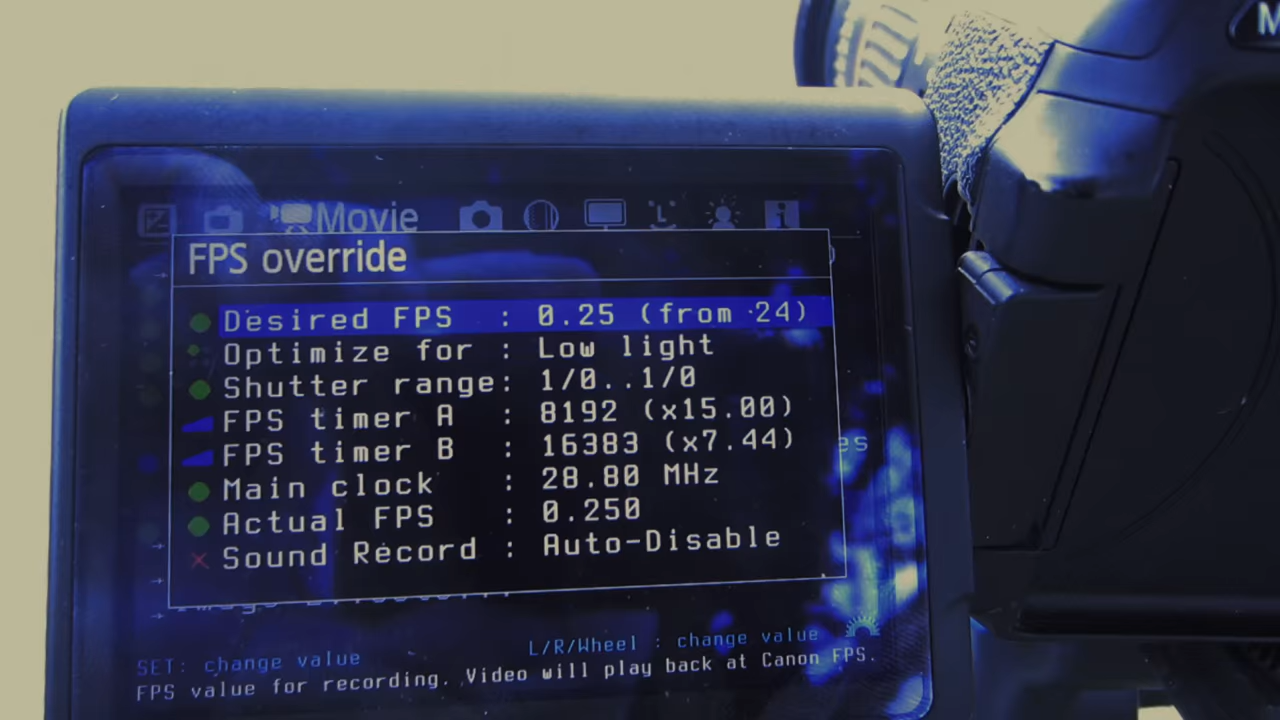 Movie
FPS override
Desired FPS : 0.25 (from 24)
Optimize for : Low light
Shutter range: 1/0..1/0
FPS timer A : 8192 (x15.00)
FPS timer B : 16383 (x7.44)
Main clock : 28.80 MHz
Actual FPS : 0.250
Sound Record : Auto-Disable
es
SET: change value L/R/Wheel : change value
FPS value for recording. Video will play back at Canon FPS.
M